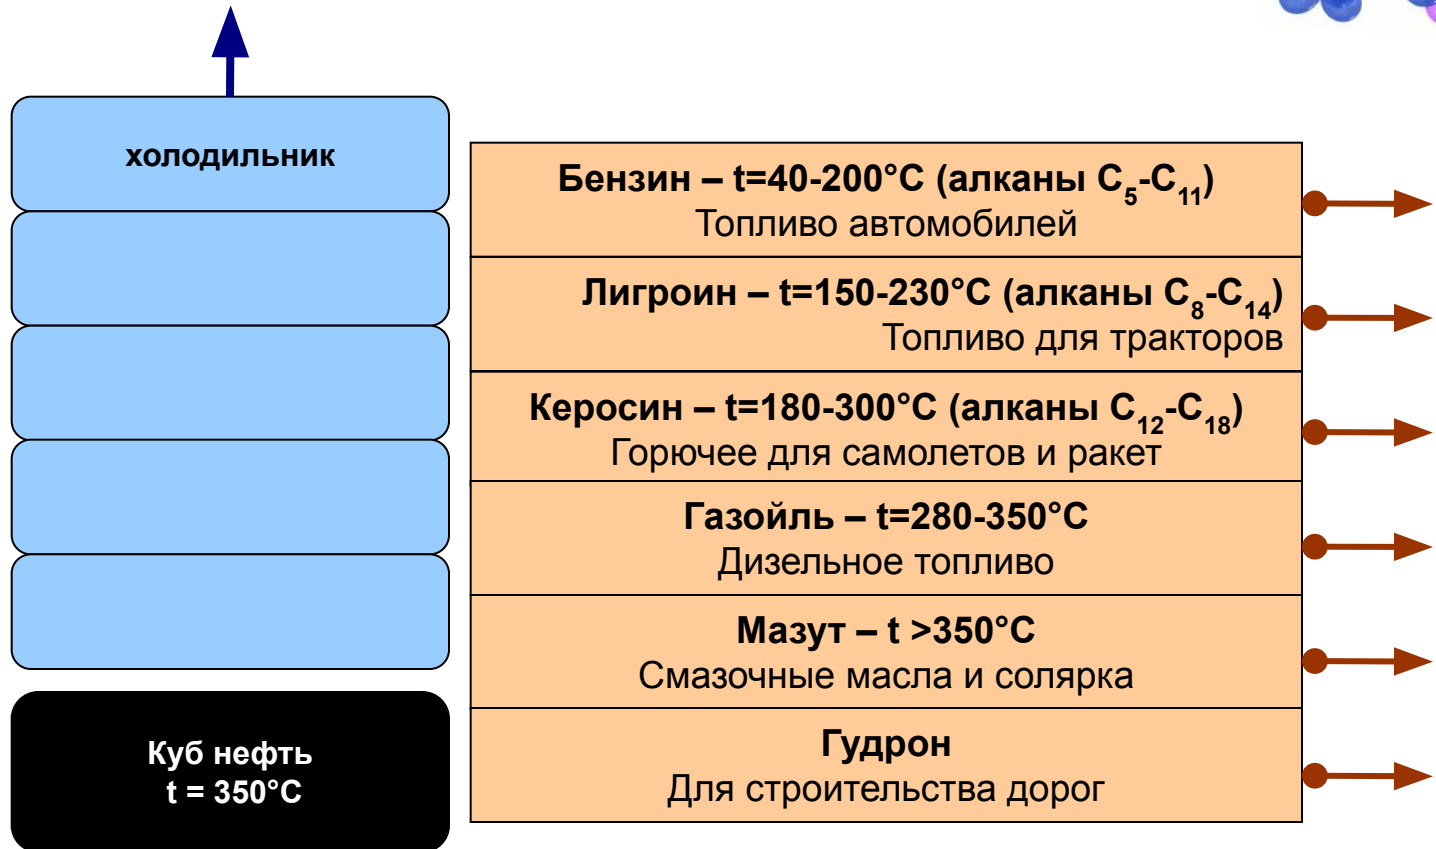 холодильник
Бензин – t=40-200°C (алканы C₅-C₁₁)
Топливо автомобилей
Лигроин – t=150-230°C (алканы C₈-C₁₄)
Топливо для тракторов
Керосин – t=180-300°C (алканы C₁₂-C₁₈)
Горючее для самолетов и ракет
Газойль – t=280-350°C
Дизельное топливо
Мазут – t >350°C
Смазочные масла и солярка
Куб нефть
t = 350°C
Гудрон
Для строительства дорог